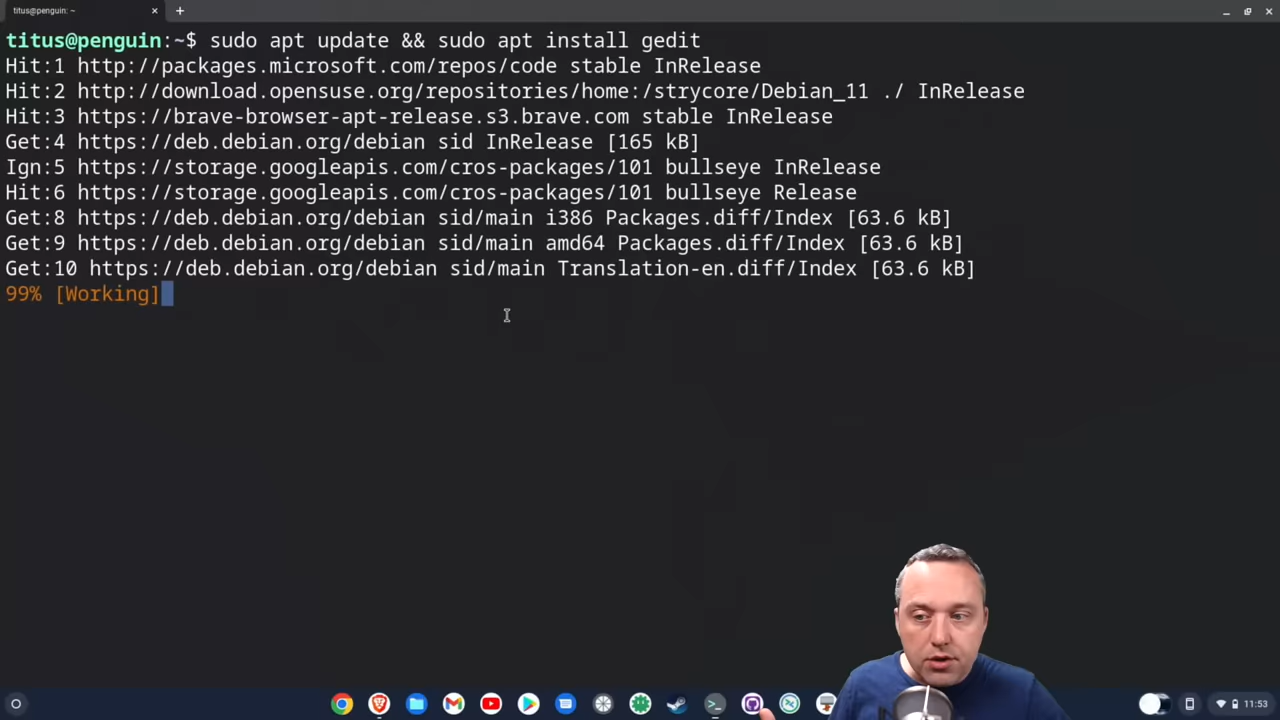 titus@penguin: ~
titus@penguin:~$ sudo apt update && sudo apt install gedit
Hit:1 http://packages.microsoft.com/repos/code stable InRelease
Hit:2 http://download.opensuse.org/repositories/home:/strycore/Debian_11 ./ InRelease
Hit:3 https://brave-browser-apt-release.s3.brave.com stable InRelease
Get:4 https://deb.debian.org/debian sid InRelease [165 kB]
Ign:5 https://storage.googleapis.com/cros-packages/101 bullseye InRelease
Hit:6 https://storage.googleapis.com/cros-packages/101 bullseye Release
Get:8 https://deb.debian.org/debian sid/main i386 Packages.diff/Index [63.6 kB]
Get:9 https://deb.debian.org/debian sid/main amd64 Packages.diff/Index [63.6 kB]
Get:10 https://deb.debian.org/debian sid/main Translation-en.diff/Index [63.6 kB]
99% [Working]
11:53